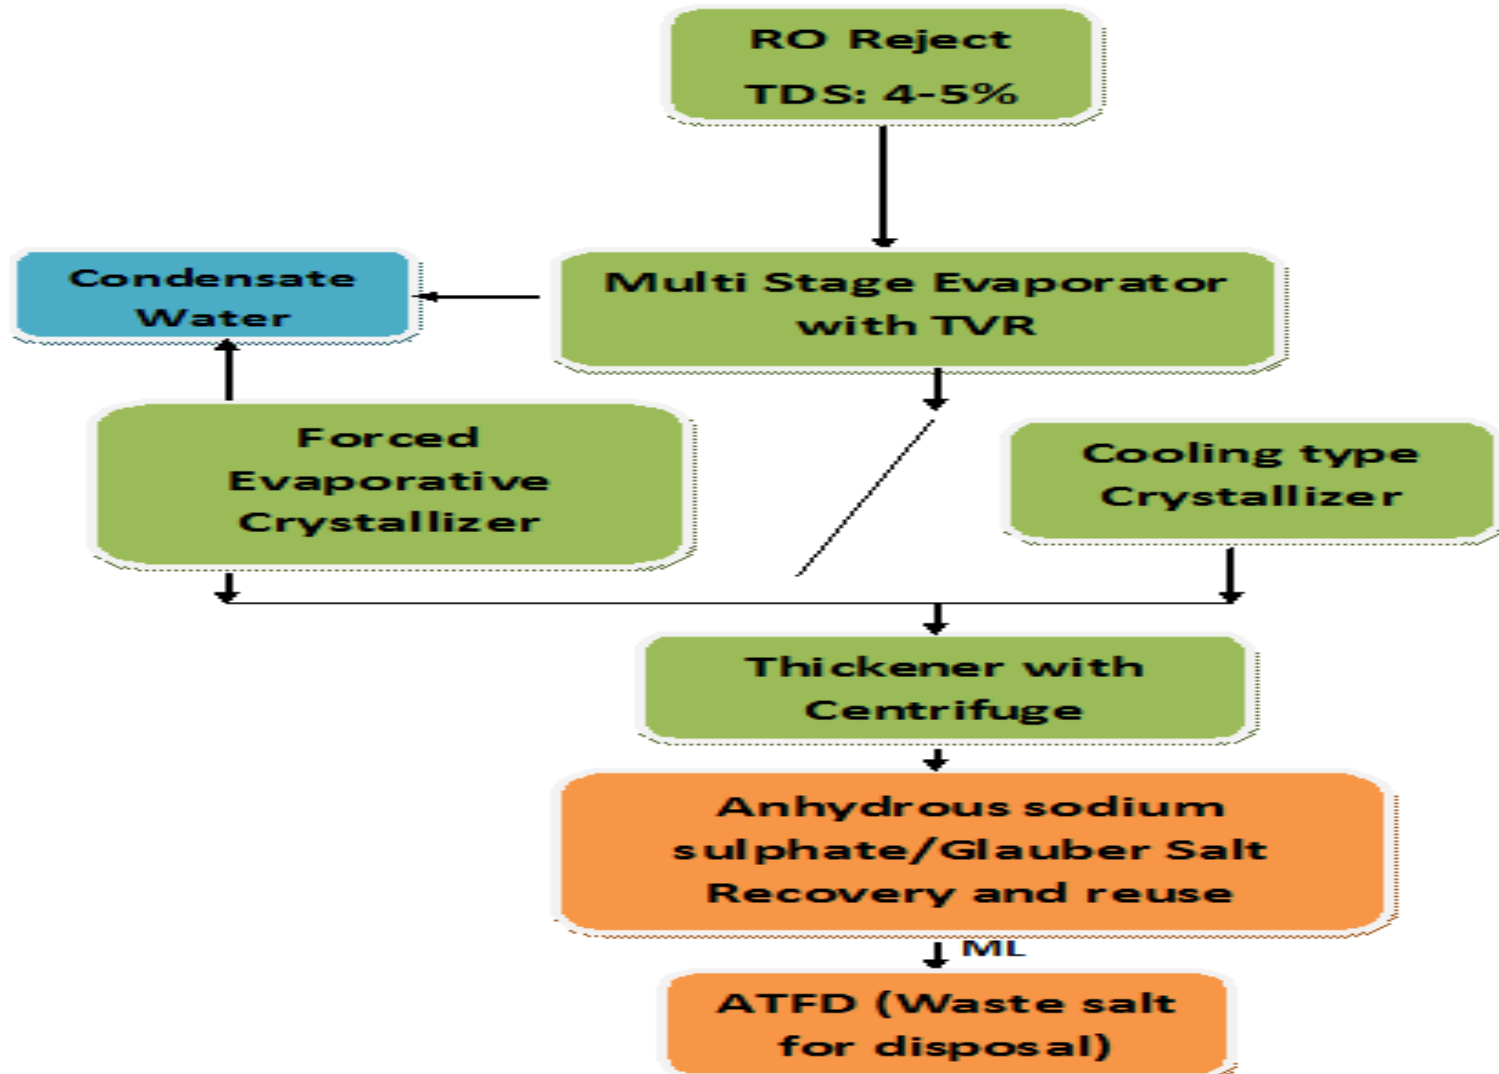 RO Reject
TDS: 4-5%
Condensate
Water
Multi Stage Evaporator
with TVR
Forced
Evaporative
Crystallizer
Cooling type
Crystallizer
Thickener with
Centrifuge
Anhydrous sodium
sulphate/Glauber Salt
Recovery and reuse
ML
ATFD (Waste salt
for disposal)